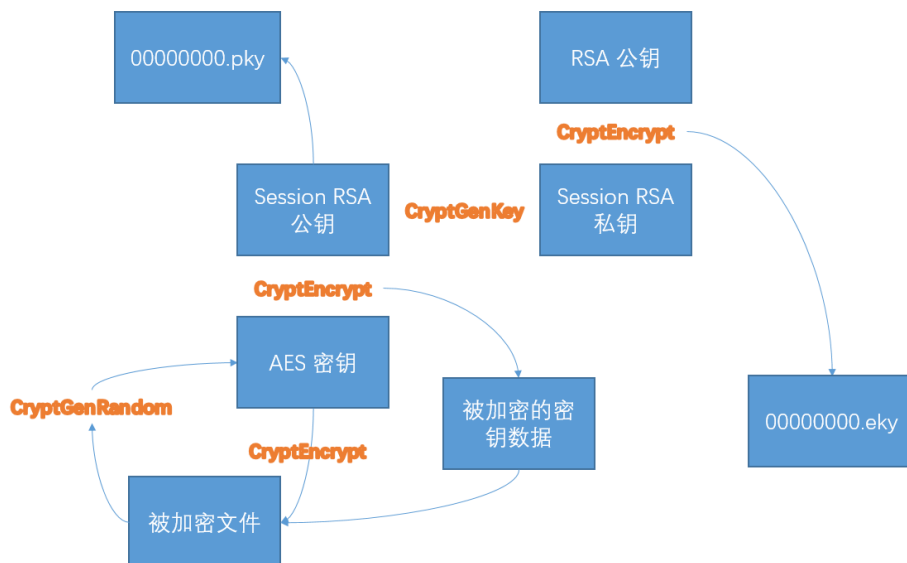 00000000.pky
RSA 公钥
CryptEncrypt
Session RSA
公钥
CryptGenKey
Session RSA
私钥
CryptEncrypt
AES 密钥
CryptGenRandom
被加密的密
钥数据
00000000.eky
CryptEncrypt
被加密文件